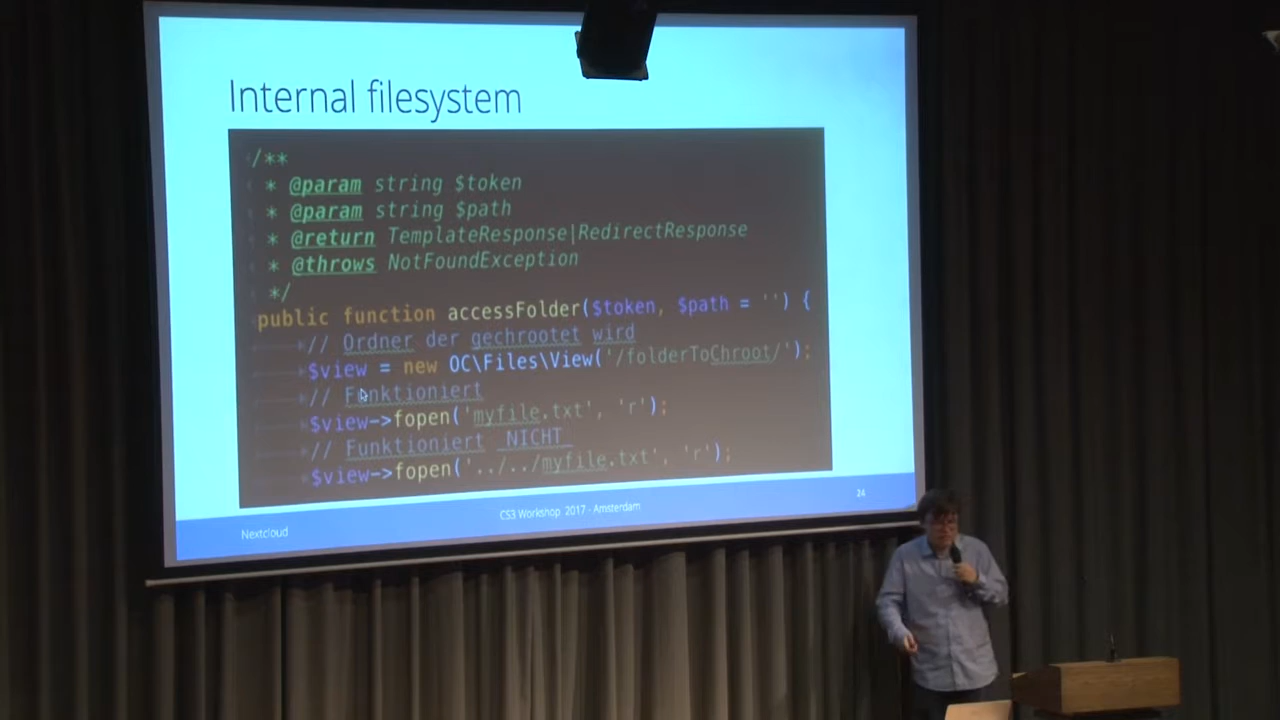 Internal filesystem
/**
* @param string $token
* @param string $path
* @return TemplateResponse|RedirectResponse
* @throws NotFoundException
*/
public function accessFolder($token, $path = '') {
// Ordner der gechrootet wird
$view = new OC\Files\View('/folderToChroot/');
// Funktioniert
$view->fopen('myfile.txt', 'r');
// Funktioniert _NICHT_
$view->fopen('../../myfile.txt', 'r');
Nextcloud
CS3 Workshop 2017 - Amsterdam
24